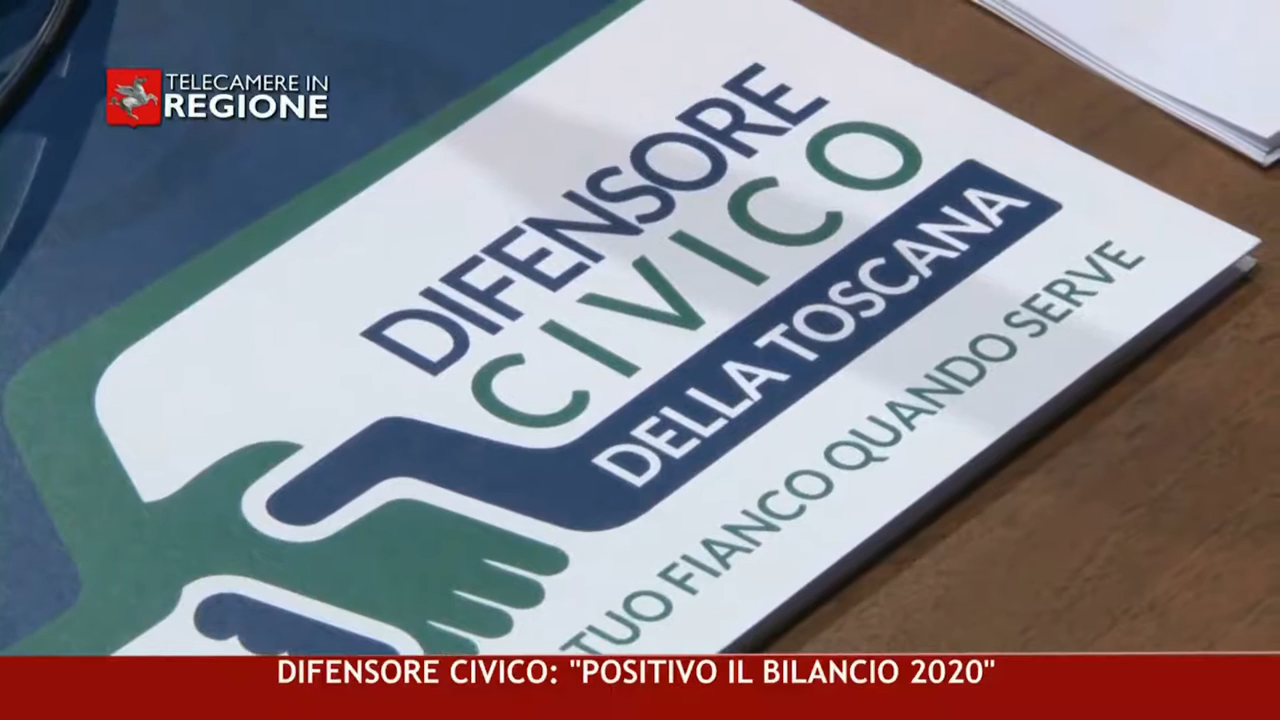 TELECAMERE IN
REGIONE
DIFENSORE
CIVICO
DELLA TOSCANA
TUO FIANCO QUANDO SERVE
DIFENSORE CIVICO: "POSITIVO IL BILANCIO 2020"